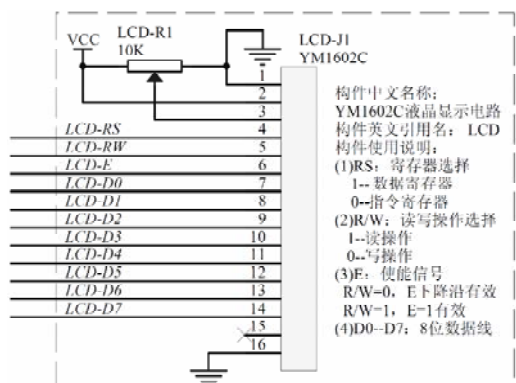 VCC
LCD-R1
10K
LCD-J1
YM1602C
1
2
3
LCD-RS 4
LCD-RW 5
LCD-E 6
LCD-D0 7
LCD-D1 8
LCD-D2 9
LCD-D3 10
LCD-D4 11
LCD-D5 12
LCD-D6 13
LCD-D7 14
15
16
构件中文名称:
YM1602C液晶显示电路
构件英文引用名: LCD
构件使用说明:
(1)RS: 寄存器选择
1--数据寄存器
0--指令寄存器
(2)R/W: 读写操作选择
1--读操作
0--写操作
(3)E: 使能信号
R/W=0, E下降沿有效
R/W=1, E=1有效
(4)D0--D7: 8位数据线